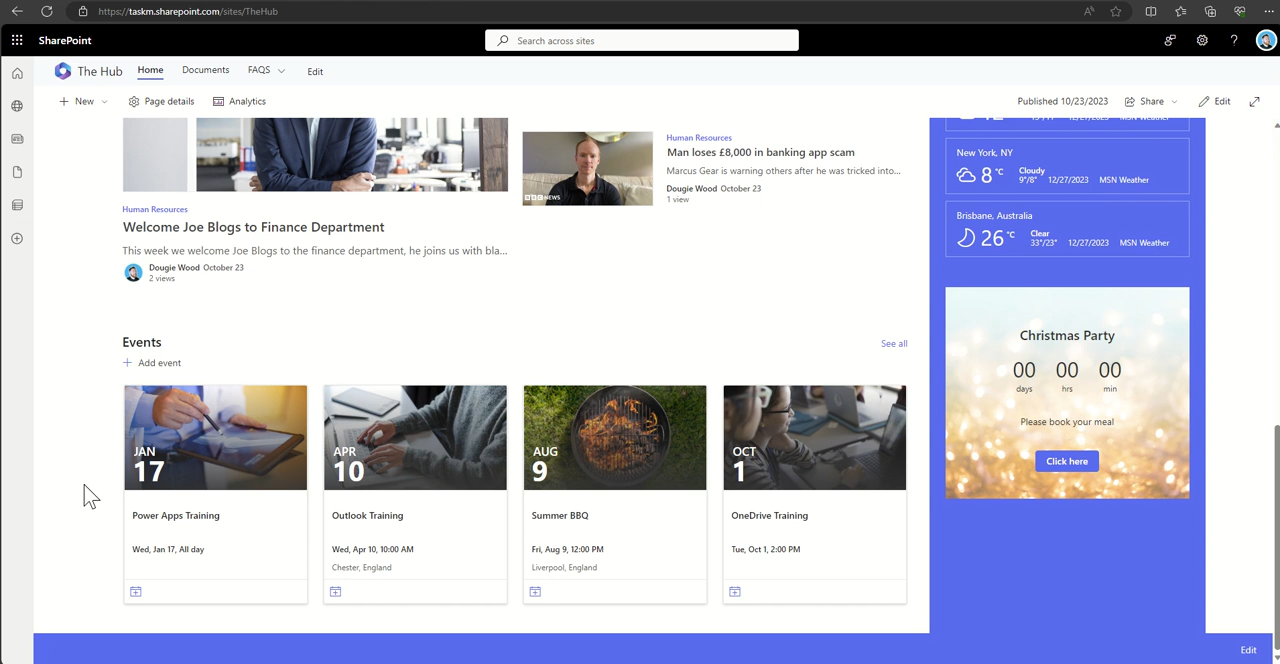 https://taskm.sharepoint.com/sites/TheHub
SharePoint
Search across sites
The Hub
Home
Documents
FAQS
Edit
New
Page details
Analytics
Published 10/23/2023
Share
Edit
Human Resources
Welcome Joe Blogs to Finance Department
This week we welcome Joe Blogs to the finance department, he joins us with bla...
Dougie Wood October 23
2 views
BBC NEWS
Human Resources
Man loses £8,000 in banking app scam
Marcus Gear is warning others after he was tricked into...
Dougie Wood October 23
1 view
12/27/2023 MSN Weather
New York, NY
8 °C
Cloudy
9°/8° 12/27/2023 MSN Weather
Brisbane, Australia
26 °C
Clear
33°/23° 12/27/2023 MSN Weather
Christmas Party
00 00 00
days hrs min
Please book your meal
Click here
Events
See all
Add event
JAN
17
Power Apps Training
Wed, Jan 17, All day
APR
10
Outlook Training
Wed, Apr 10, 10:00 AM
Chester, England
AUG
9
Summer BBQ
Fri, Aug 9, 12:00 PM
Liverpool, England
OCT
1
OneDrive Training
Tue, Oct 1, 2:00 PM
Edit